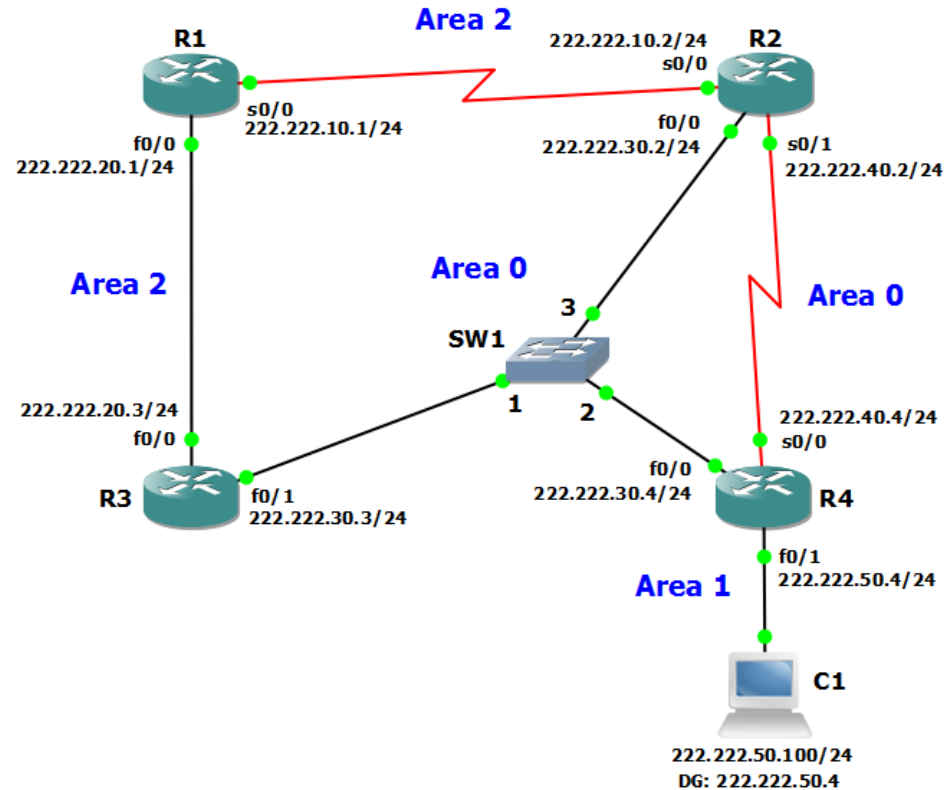 Area 2
R1
222.222.10.2/24
R2
s0/0
s0/0
222.222.10.1/24
f0/0
222.222.20.1/24
f0/0
222.222.30.2/24
s0/1
222.222.40.2/24
Area 2
Area 0
Area 0
3
SW1
1
2
222.222.20.3/24
f0/0
222.222.40.4/24
s0/0
R3
f0/1
222.222.30.3/24
f0/0
222.222.30.4/24
R4
f0/1
222.222.50.4/24
Area 1
C1
222.222.50.100/24
DG: 222.222.50.4